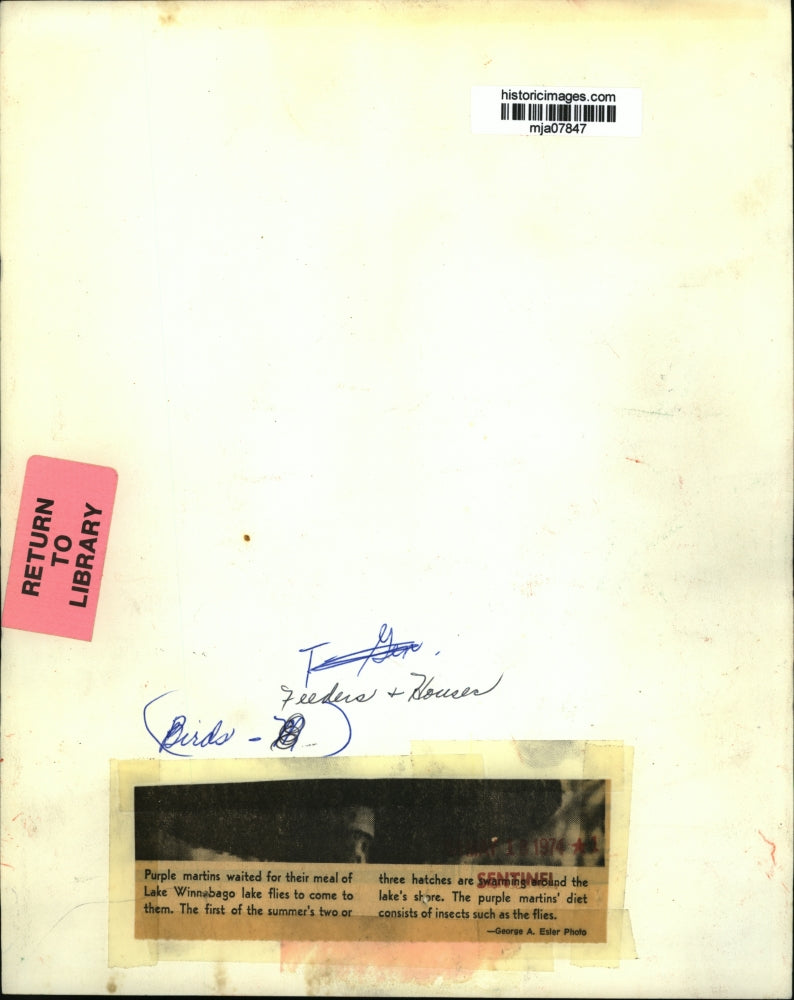 historicimages.com
mja07847
RETURN
TO
LIBRARY
Gen.
Feeders + Houses
(Birds -
1974
SENTINEL
Purple martins waited for their meal of
Lake Winnebago lake flies to come to
them. The first of the summer's two or
three hatches are swarming around the
lake's shore. The purple martins' diet
consists of insects such as the flies.
—George A. Esler Photo